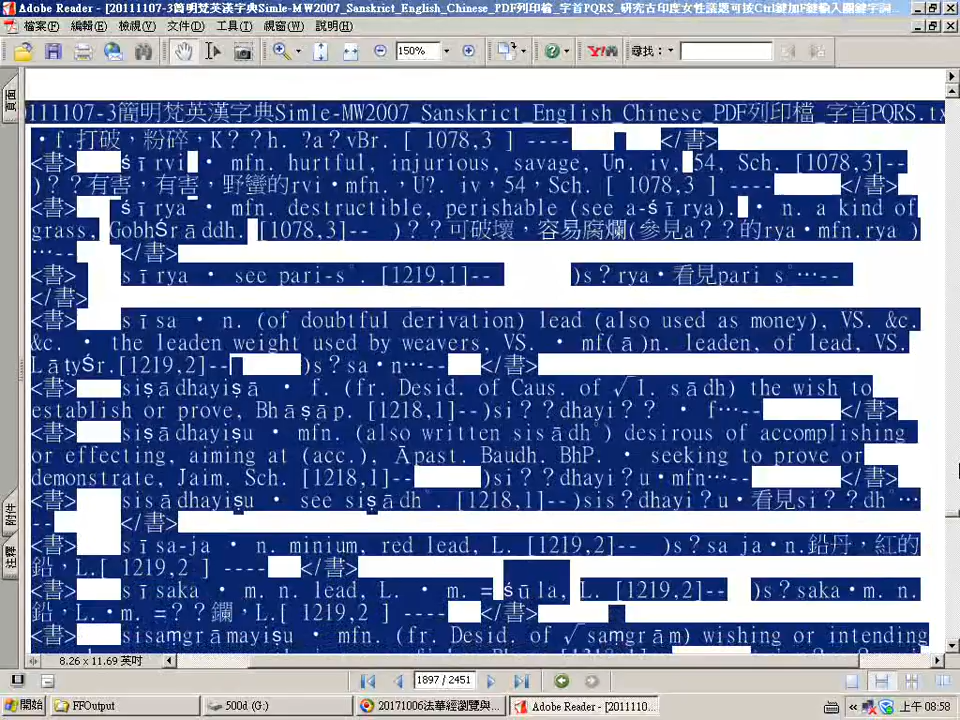 Adobe Reader - [20111107-3簡明梵英漢字典Simle-MW2007_Sanskrict_English_Chinese_PDF列印檔_字首PQRS_研究古印度女性議題可按Ctrl鍵加F鍵輸入關鍵字詞...
檔案(F) 編輯(E) 檢視(V) 文件(D) 工具(T) 視窗(W) 說明(H)
150% 尋找：
頁面
111107-3簡明梵英漢字典Simle-MW2007_Sanskrict_English_Chinese_PDF列印檔_字首PQRS.tx
‧f.打破，粉碎，K？？h. ?a？vBr. [ 1078,3 ] ---- </書>
<書> śīrvi ‧ mfn. hurtful, injurious, savage, Uṇ. iv, 54, Sch. [1078,3]--
)？？有害，有害，野蠻的rvi‧mfn.，U?. iv，54，Sch. [ 1078,3 ] ---- </書>
<書> śīrya ‧ mfn. destructible, perishable (see a-śīrya). ‧ n. a kind of
grass, GobhŚrāddh. [1078,3]-- )？？可破壞，容易腐爛(參見a？？的rya‧mfn.rya )
…-- </書>
<書> sīrya ‧ see pari-s°. [1219,1]-- )s？rya‧看見pari s°…--
</書>
<書> sīsa ‧ n. (of doubtful derivation) lead (also used as money), VS. &c.
&c. ‧ the leaden weight used by weavers, VS. ‧ mf(ā)n. leaden, of lead, VS.
LāṭyŚr.[1219,2]-- )s？sa‧n…-- </書>
<書> siṣādhayiṣā ‧ f. (fr. Desid. of Caus. of √1. sādh) the wish to
establish or prove, Bhāṣāp. [1218,1]--)si？？dhayi？？ ‧ f…-- </書>
<書> siṣādhayiṣu ‧ mfn. (also written sisādh°) desirous of accomplishing
or effecting, aiming at (acc.), Āpast. Baudh. BhP. ‧ seeking to prove or
demonstrate, Jaim. Sch. [1218,1]-- )si？？dhayi？u‧mfn…-- </書>
<書> sisādhayiṣu ‧ see siṣādh°. [1218,1]--)sis？dhayi？u‧看見si？？dh°…
-- </書>
<書> sīsa-ja ‧ n. minium, red lead, L. [1219,2]-- )s？sa ja‧n.鉛丹，紅的
鉛，L.[ 1219,2 ] ---- </書>
<書> sīsaka ‧ m. n. lead, L. ‧ m. = śūla, L. [1219,2]-- )s？saka‧m. n.
鉛，L‧m. =？？鑭，L.[ 1219,2 ] ---- </書>
<書> sisaṃgrāmayiṣu ‧ mfn. (fr. Desid. of √saṃgrām) wishing or intending
附件
注釋
8.26 x 11.69 英吋
1897 / 2451
開始 FFOutput 500d (G:) 20171006法華經瀏覽與... Adobe Reader - [2011110... 上午 08:58